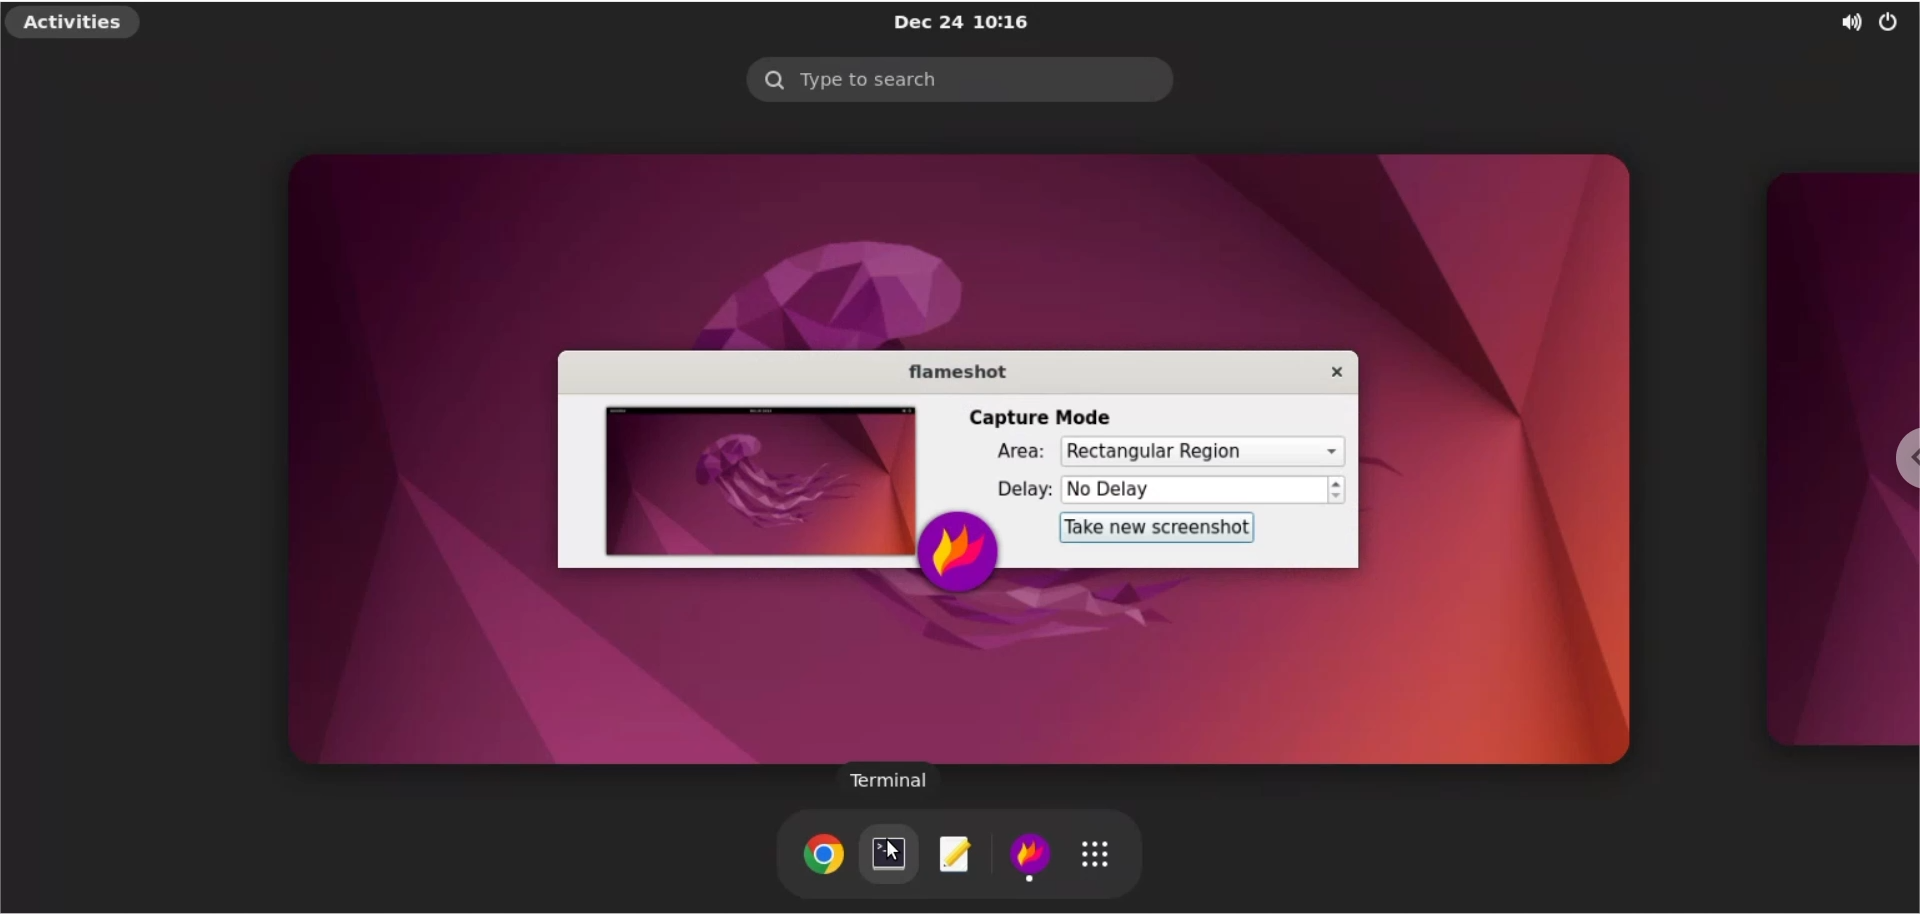 Activities
Dec 24 10:16
Type to search
flameshot
Capture Mode
Area: Rectangular Region
Delay: No Delay
Take new screenshot
Terminal